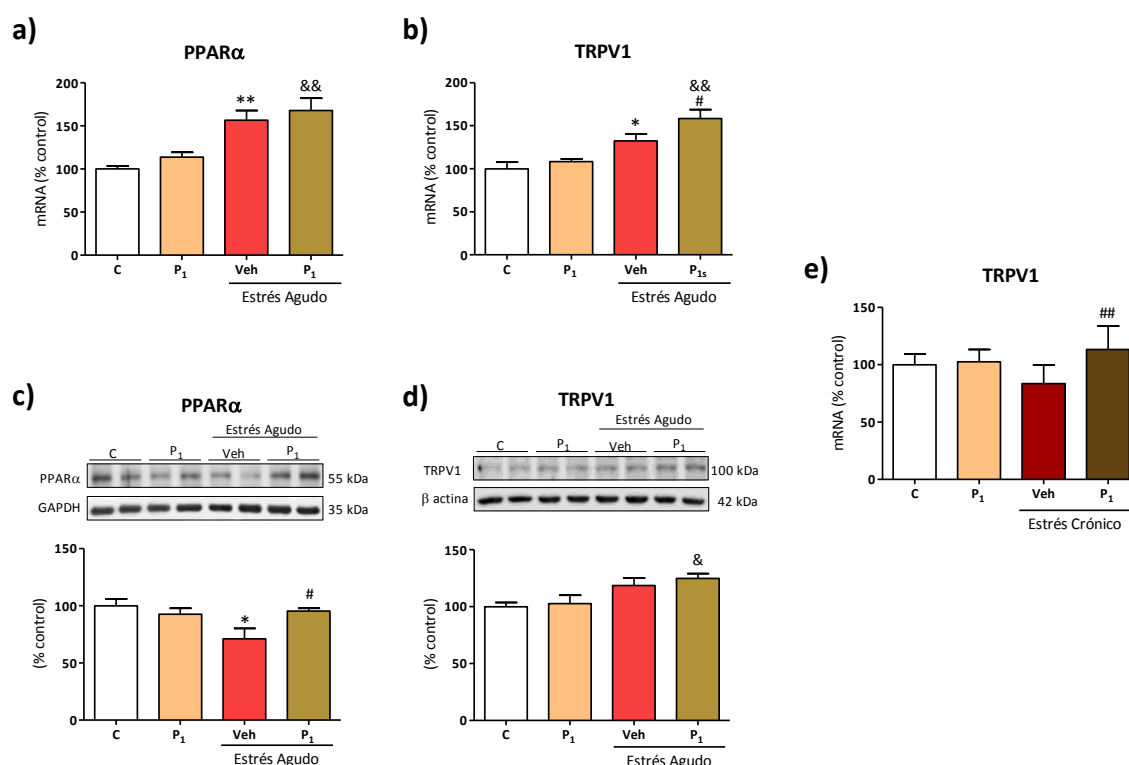 a)
PPARα
mRNA (% control)
200
150
100
50
0
**
&&
C
P1
Veh
P1
Estrés Agudo
b)
TRPV1
mRNA (% control)
200
150
100
50
0
*
&&
#
C
P1
Veh
P1s
Estrés Agudo
c)
PPARα
Estrés Agudo
C
P1
Veh
P1
PPARα
55 kDa
GAPDH
35 kDa
(% control)
150
100
50
0
*
#
C
P1
Veh
P1
Estrés Agudo
d)
TRPV1
Estrés Agudo
C
P1
Veh
P1
TRPV1
100 kDa
β actina
42 kDa
(% control)
150
100
50
0
&
C
P1
Veh
P1
Estrés Agudo
e)
TRPV1
mRNA (% control)
150
100
50
0
##
C
P1
Veh
P1
Estrés Crónico